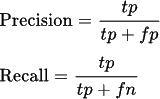 Precision = tp / (tp + fp)
Recall = tp / (tp + fn)